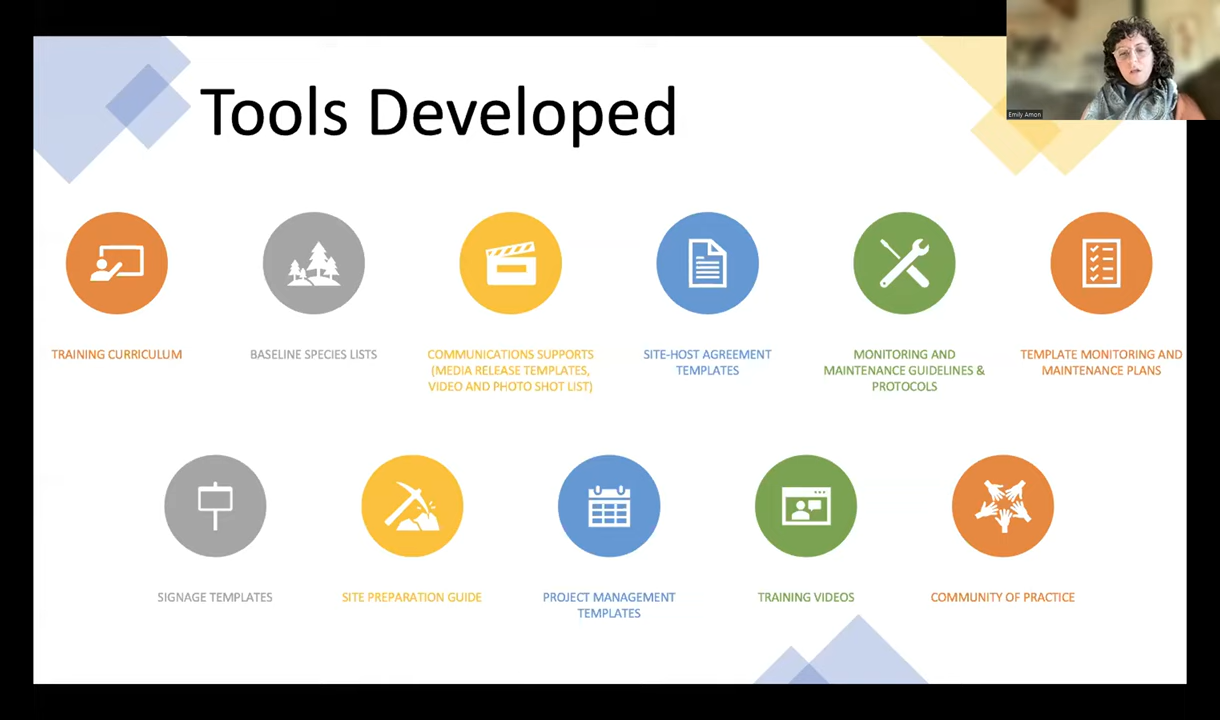 Tools Developed
Emily Amon
TRAINING CURRICULUM
BASELINE SPECIES LISTS
COMMUNICATIONS SUPPORTS
(MEDIA RELEASE TEMPLATES,
VIDEO AND PHOTO SHOT LIST)
SITE-HOST AGREEMENT
TEMPLATES
MONITORING AND
MAINTENANCE GUIDELINES &
PROTOCOLS
TEMPLATE MONITORING AND
MAINTENANCE PLANS
SIGNAGE TEMPLATES
SITE PREPARATION GUIDE
PROJECT MANAGEMENT
TEMPLATES
TRAINING VIDEOS
COMMUNITY OF PRACTICE